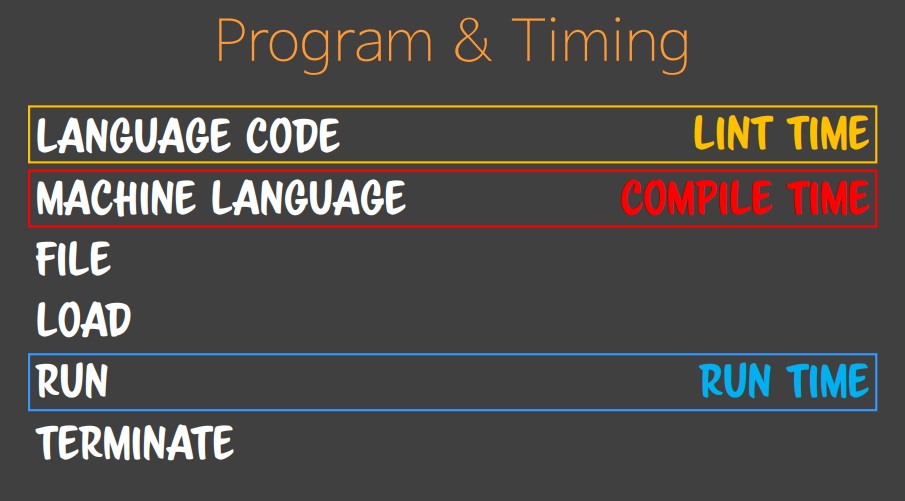 Program & Timing
LANGUAGE CODE LINT TIME
MACHINE LANGUAGE COMPILE TIME
FILE
LOAD
RUN RUN TIME
TERMINATE